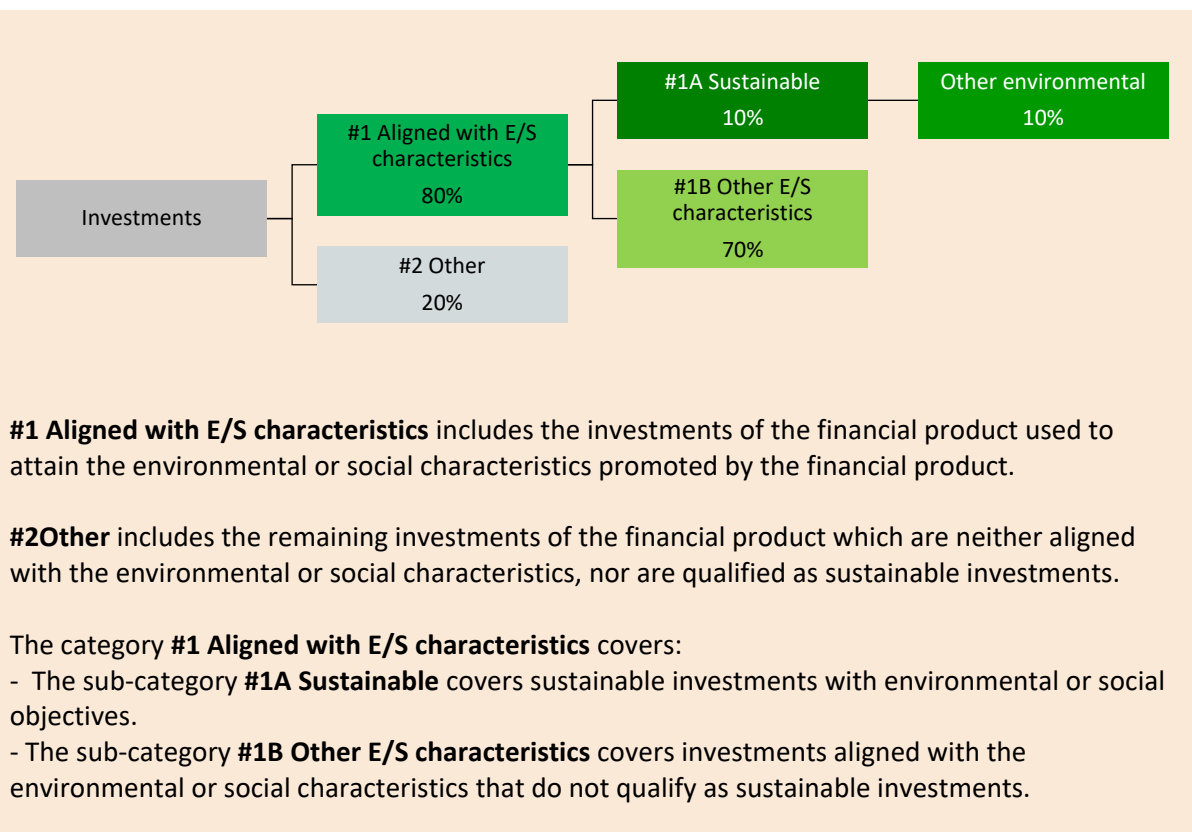 #1A Sustainable
10%
Other environmental
10%
#1 Aligned with E/S
characteristics
80%
#1B Other E/S
characteristics
70%
Investments
#2 Other
20%
#1 Aligned with E/S characteristics includes the investments of the financial product used to
attain the environmental or social characteristics promoted by the financial product.
#2Other includes the remaining investments of the financial product which are neither aligned
with the environmental or social characteristics, nor are qualified as sustainable investments.
The category #1 Aligned with E/S characteristics covers:
- The sub-category #1A Sustainable covers sustainable investments with environmental or social
objectives.
- The sub-category #1B Other E/S characteristics covers investments aligned with the
environmental or social characteristics that do not qualify as sustainable investments.